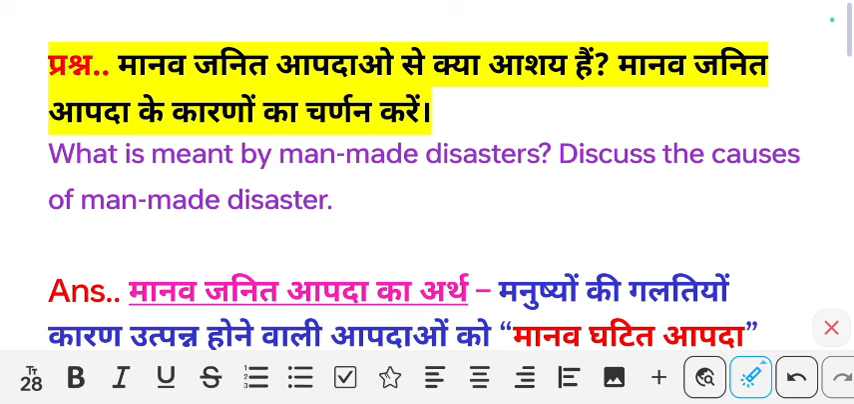 प्रश्न.. मानव जनित आपदाओ से क्या आशय हैं? मानव जनित
आपदा के कारणों का चर्णन करें।
What is meant by man-made disasters? Discuss the causes
of man-made disaster.
Ans.. मानव जनित आपदा का अर्थ – मनुष्यों की गलतियों
कारण उत्पन्न होने वाली आपदाओं को “मानव घटित आपदा”
Tт
28 B I U S